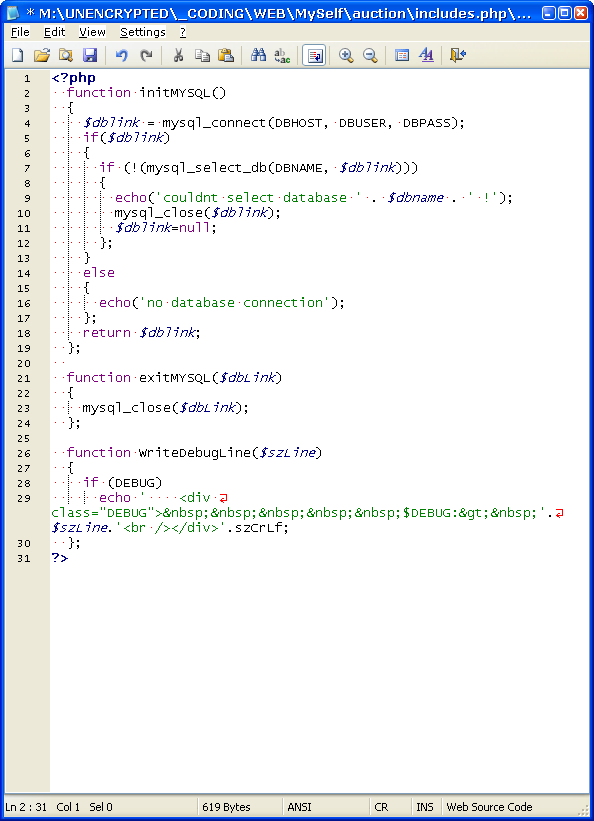 * M:\UNENCRYPTED\_CODING\WEB\MySelf\auction\includes.php\...
File Edit View Settings ?
1 <?php
2 function initMYSQL()
3 {
4 $dblink = mysql_connect(DBHOST, DBUSER, DBPASS);
5 if($dblink)
6 {
7 if (!(mysql_select_db(DBNAME, $dblink)))
8 {
9 echo('couldnt select database ' . $dbname . ' !');
10 mysql_close($dblink);
11 $dblink=null;
12 };
13 }
14 else
15 {
16 echo('no database connection');
17 };
18 return $dblink;
19 };
20
21 function exitMYSQL($dbLink)
22 {
23 mysql_close($dbLink);
24 };
25
26 function WriteDebugLine($szLine)
27 {
28 if (DEBUG)
29 echo '    <div
class="DEBUG">&nbsp;&nbsp;&nbsp;&nbsp;&nbsp;$DEBUG:&gt;&nbsp;'.
$szLine.'<br /></div>'.szCrLf;
30 };
31 ?>
Ln 2 : 31 Col 1 Sel 0 619 Bytes ANSI CR INS Web Source Code